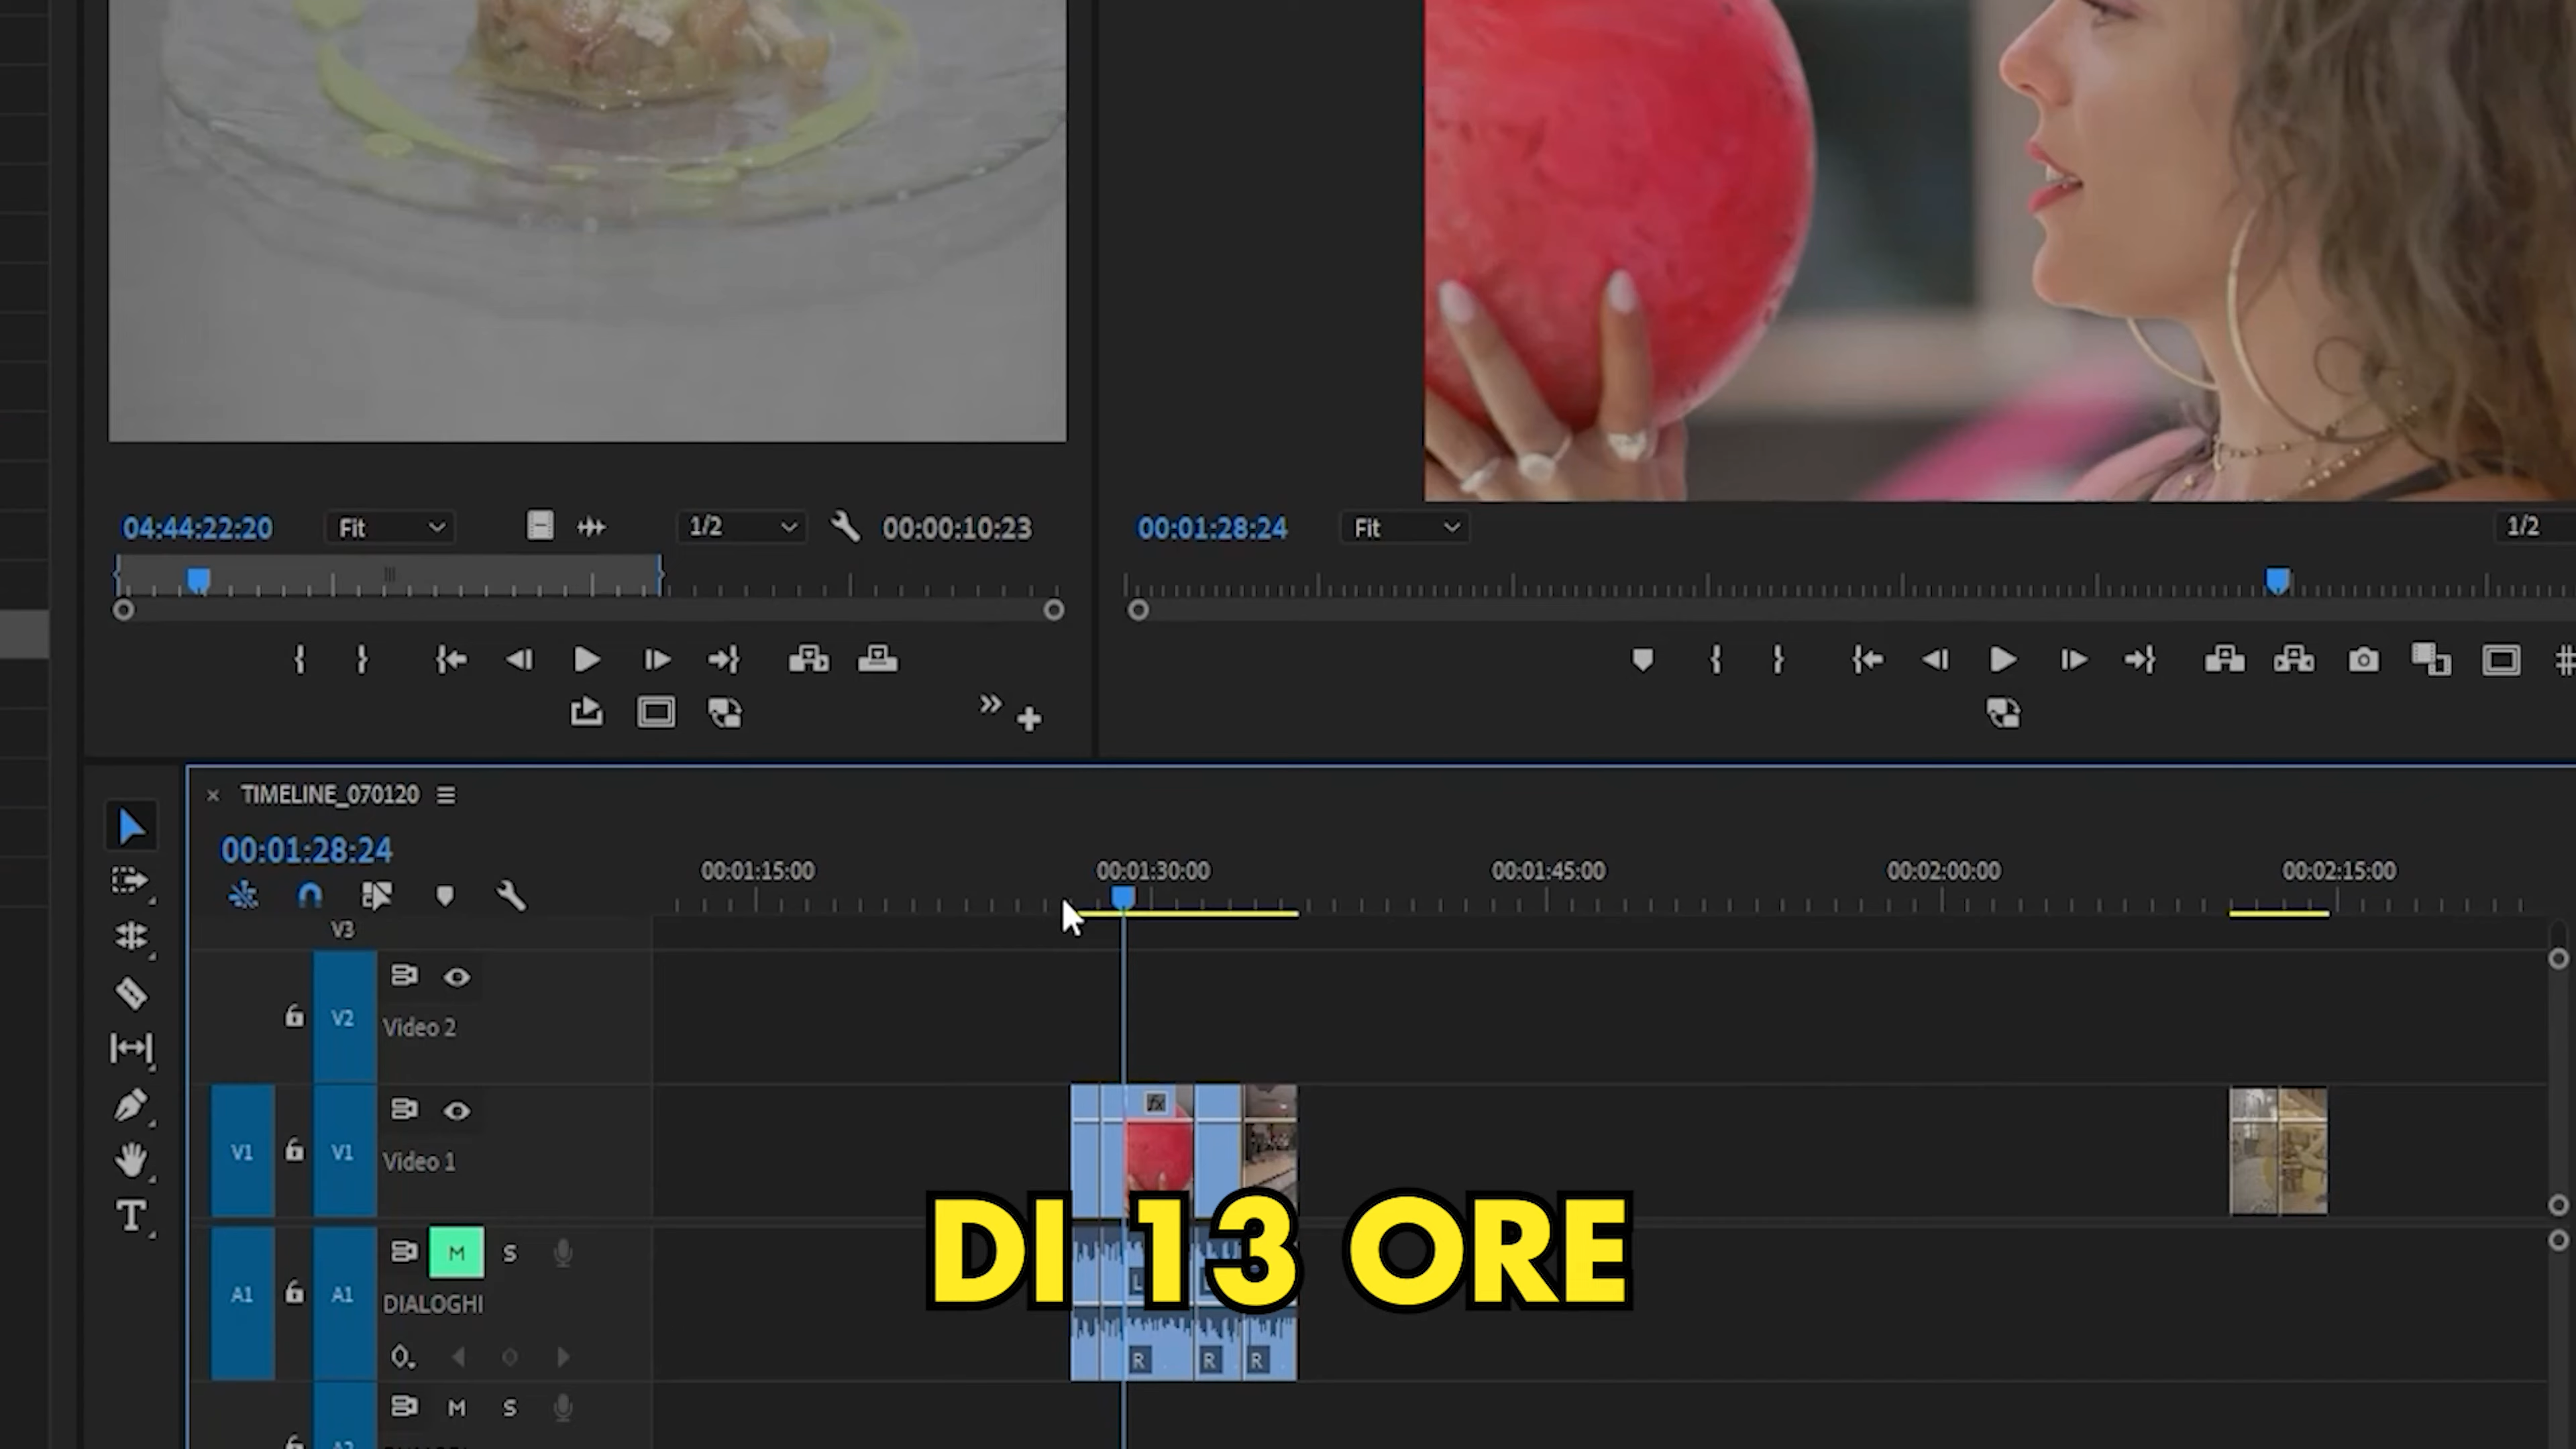 04:44:22:20 Fit 1/2 00:00:10:23
00:01:28:24 Fit 1/2
TIMELINE_070120
00:01:28:24
00:01:15:00 00:01:30:00 00:01:45:00 00:02:00:00 00:02:15:00
V3
V2 Video 2
V1 V1 Video 1
fx
A1 A1 M S
DIALOGHI
L
R R R
M S
T
DI 13 ORE